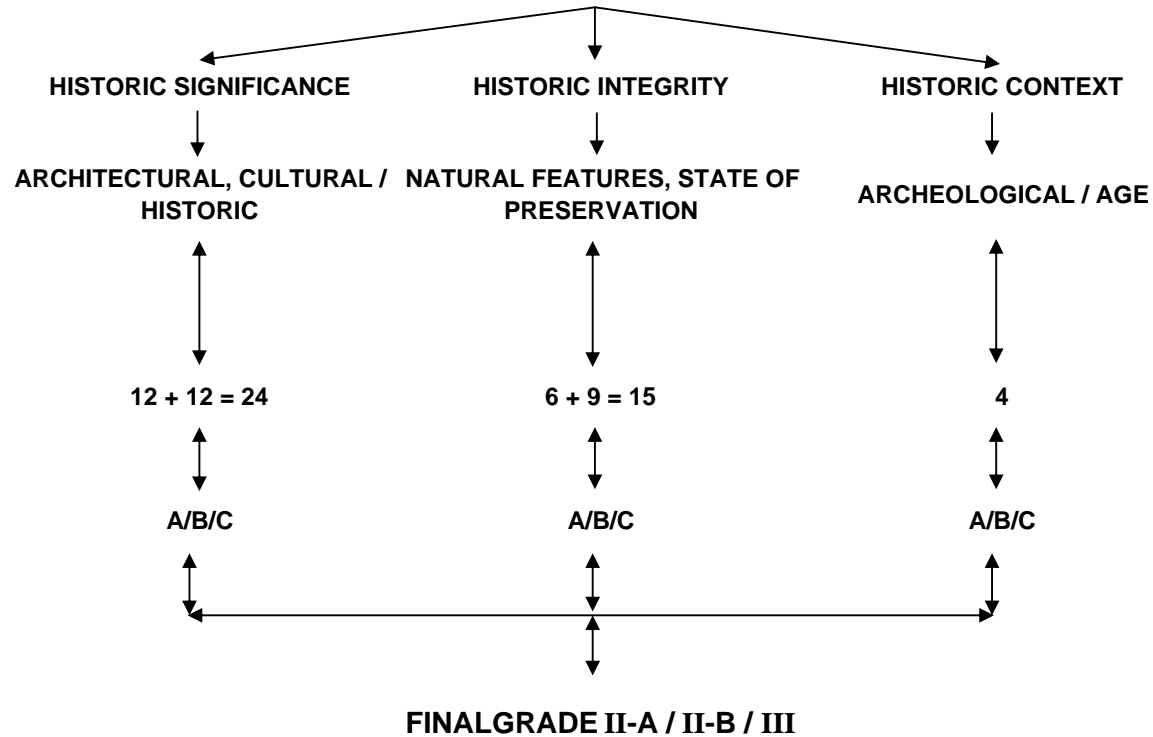 HISTORIC SIGNIFICANCE
HISTORIC INTEGRITY
HISTORIC CONTEXT
ARCHITECTURAL, CULTURAL /
HISTORIC
NATURAL FEATURES, STATE OF
PRESERVATION
ARCHEOLOGICAL / AGE
12 + 12 = 24
6 + 9 = 15
4
A/B/C
A/B/C
A/B/C
FINALGRADE II-A / II-B / III